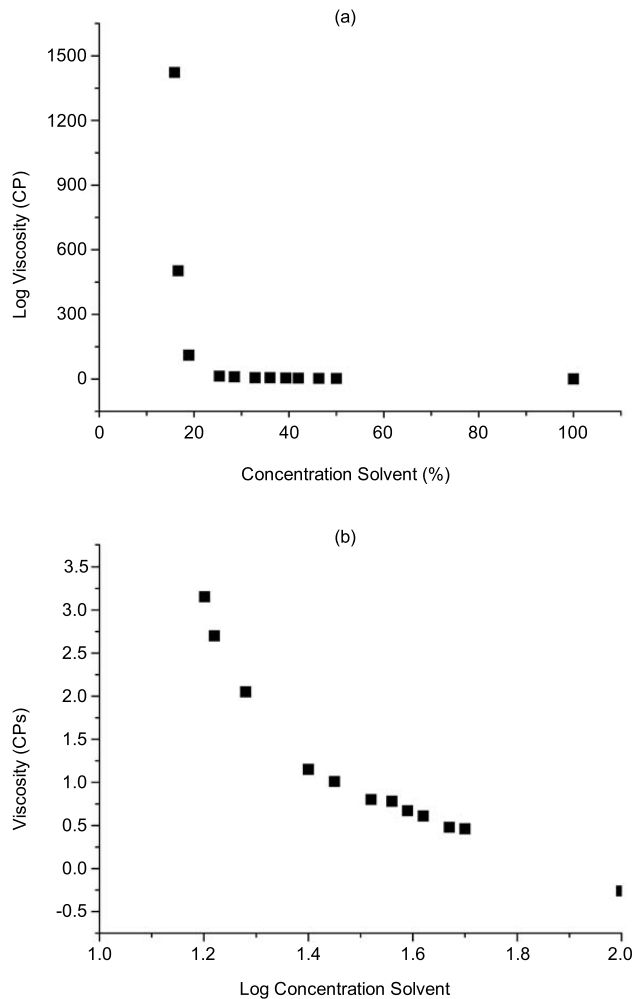 (a)
1500
1200
900
600
300
0
Log Viscosity (CP)
0 20 40 60 80 100
Concentration Solvent (%)
(b)
3.5
3.0
2.5
2.0
1.5
1.0
0.5
0.0
-0.5
Viscosity (CPs)
1.0 1.2 1.4 1.6 1.8 2.0
Log Concentration Solvent